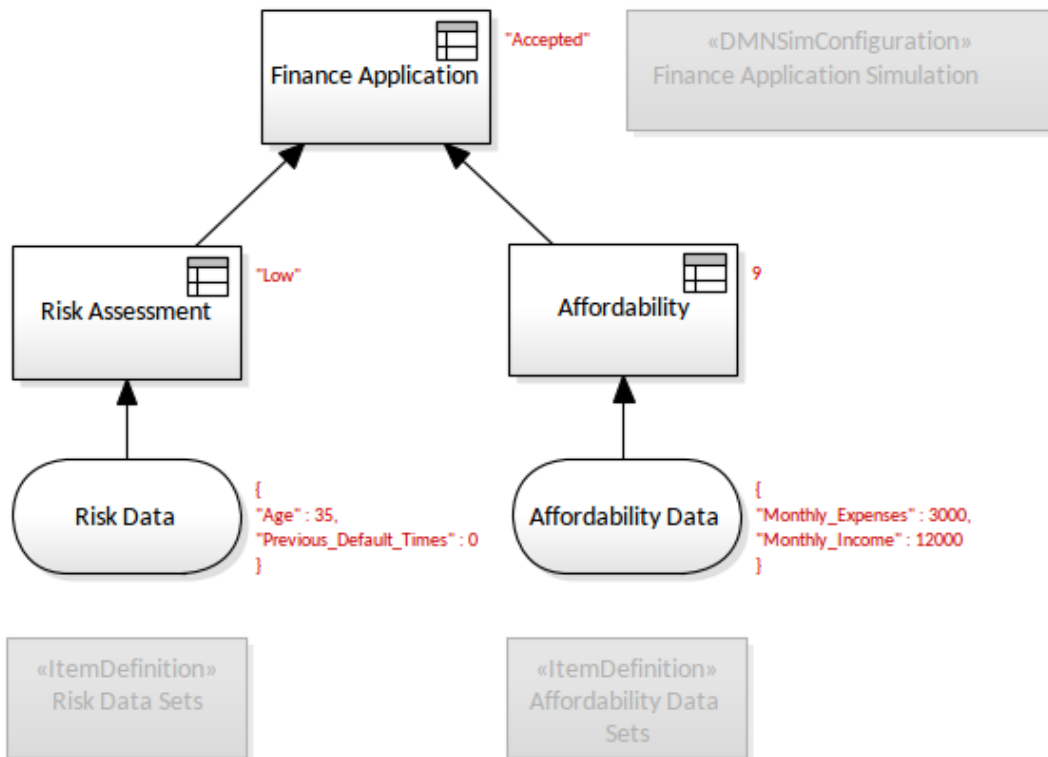 Finance Application
"Accepted"
«DMNSimConfiguration»
Finance Application Simulation
Risk Assessment
"Low"
Affordability
9
Risk Data
{
"Age" : 35,
"Previous_Default_Times" : 0
}
Affordability Data
{
"Monthly_Expenses" : 3000,
"Monthly_Income" : 12000
}
«ItemDefinition»
Risk Data Sets
«ItemDefinition»
Affordability Data
Sets